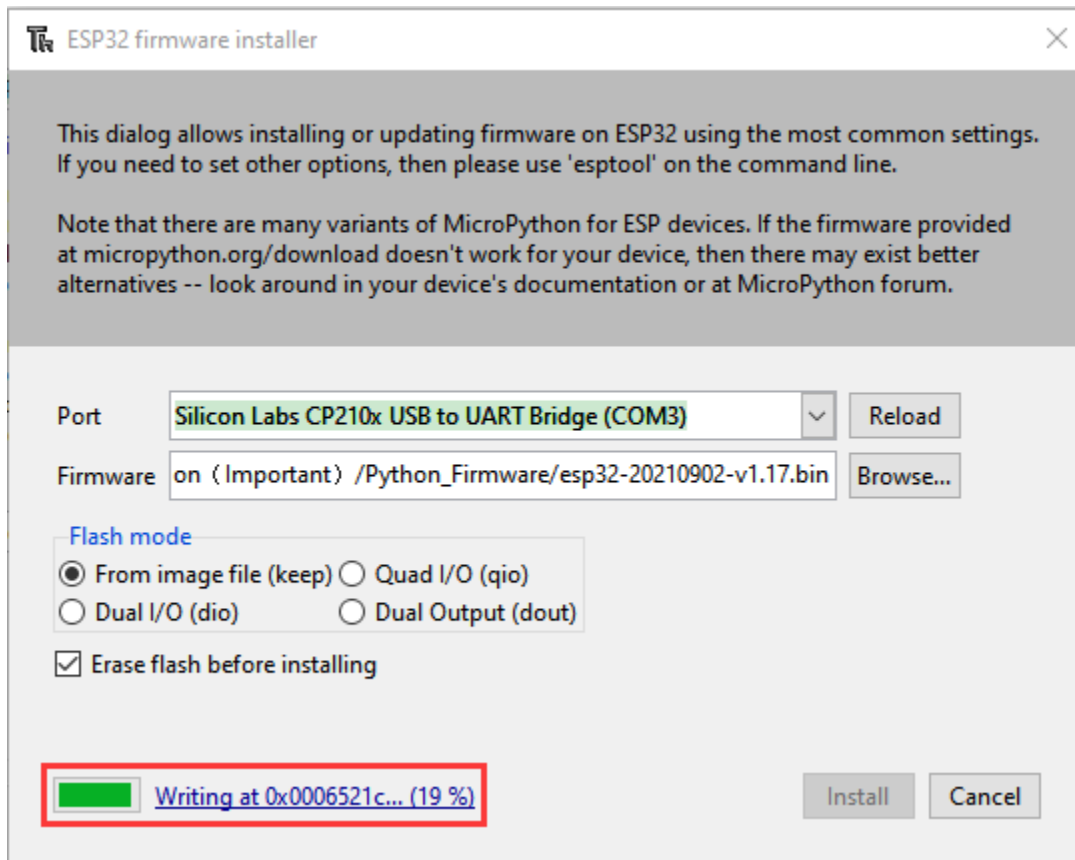 ESP32 firmware installer
This dialog allows installing or updating firmware on ESP32 using the most common settings.
If you need to set other options, then please use 'esptool' on the command line.
Note that there are many variants of MicroPython for ESP devices. If the firmware provided
at micropython.org/download doesn't work for your device, then there may exist better
alternatives -- look around in your device's documentation or at MicroPython forum.
Port Silicon Labs CP210x USB to UART Bridge (COM3) Reload
Firmware on（Important）/Python_Firmware/esp32-20210902-v1.17.bin Browse...
Flash mode
From image file (keep) Quad I/O (qio)
Dual I/O (dio) Dual Output (dout)
Erase flash before installing
Writing at 0x0006521c... (19 %) Install Cancel